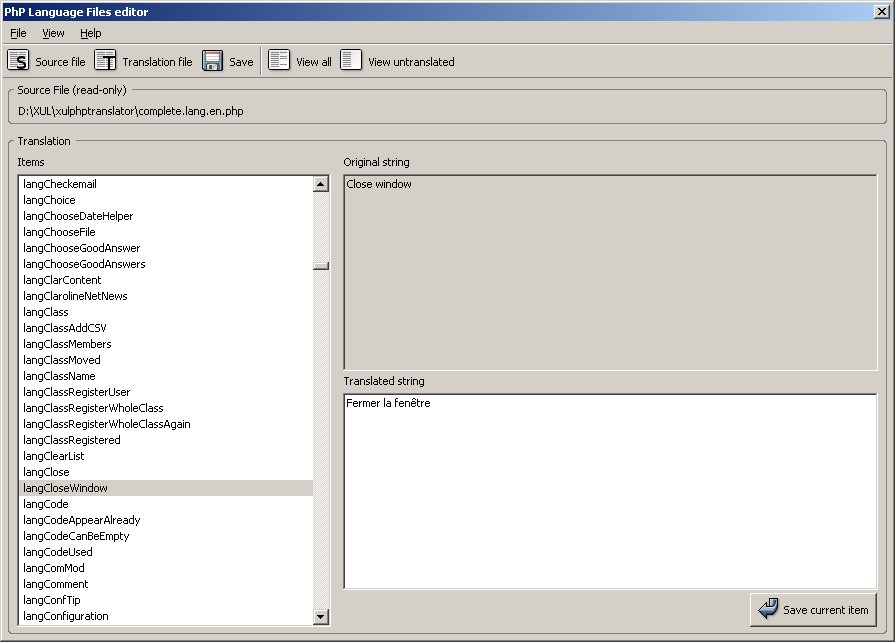 PhP Language Files editor
File View Help
Source file Translation file Save View all View untranslated
Source File (read-only)
D:\XUL\xulphptranslator\complete.lang.en.php
Translation
Items
langCheckemail
langChoice
langChooseDateHelper
langChooseFile
langChooseGoodAnswer
langChooseGoodAnswers
langClarContent
langClarolineNetNews
langClass
langClassAddCSV
langClassMembers
langClassMoved
langClassName
langClassRegisterUser
langClassRegisterWholeClass
langClassRegisterWholeClassAgain
langClassRegistered
langClearList
langClose
langCloseWindow
langCode
langCodeAppearAlready
langCodeCanBeEmpty
langCodeUsed
langComMod
langComment
langConfTip
langConfiguration
Original string
Close window
Translated string
Fermer la fenêtre
Save current item